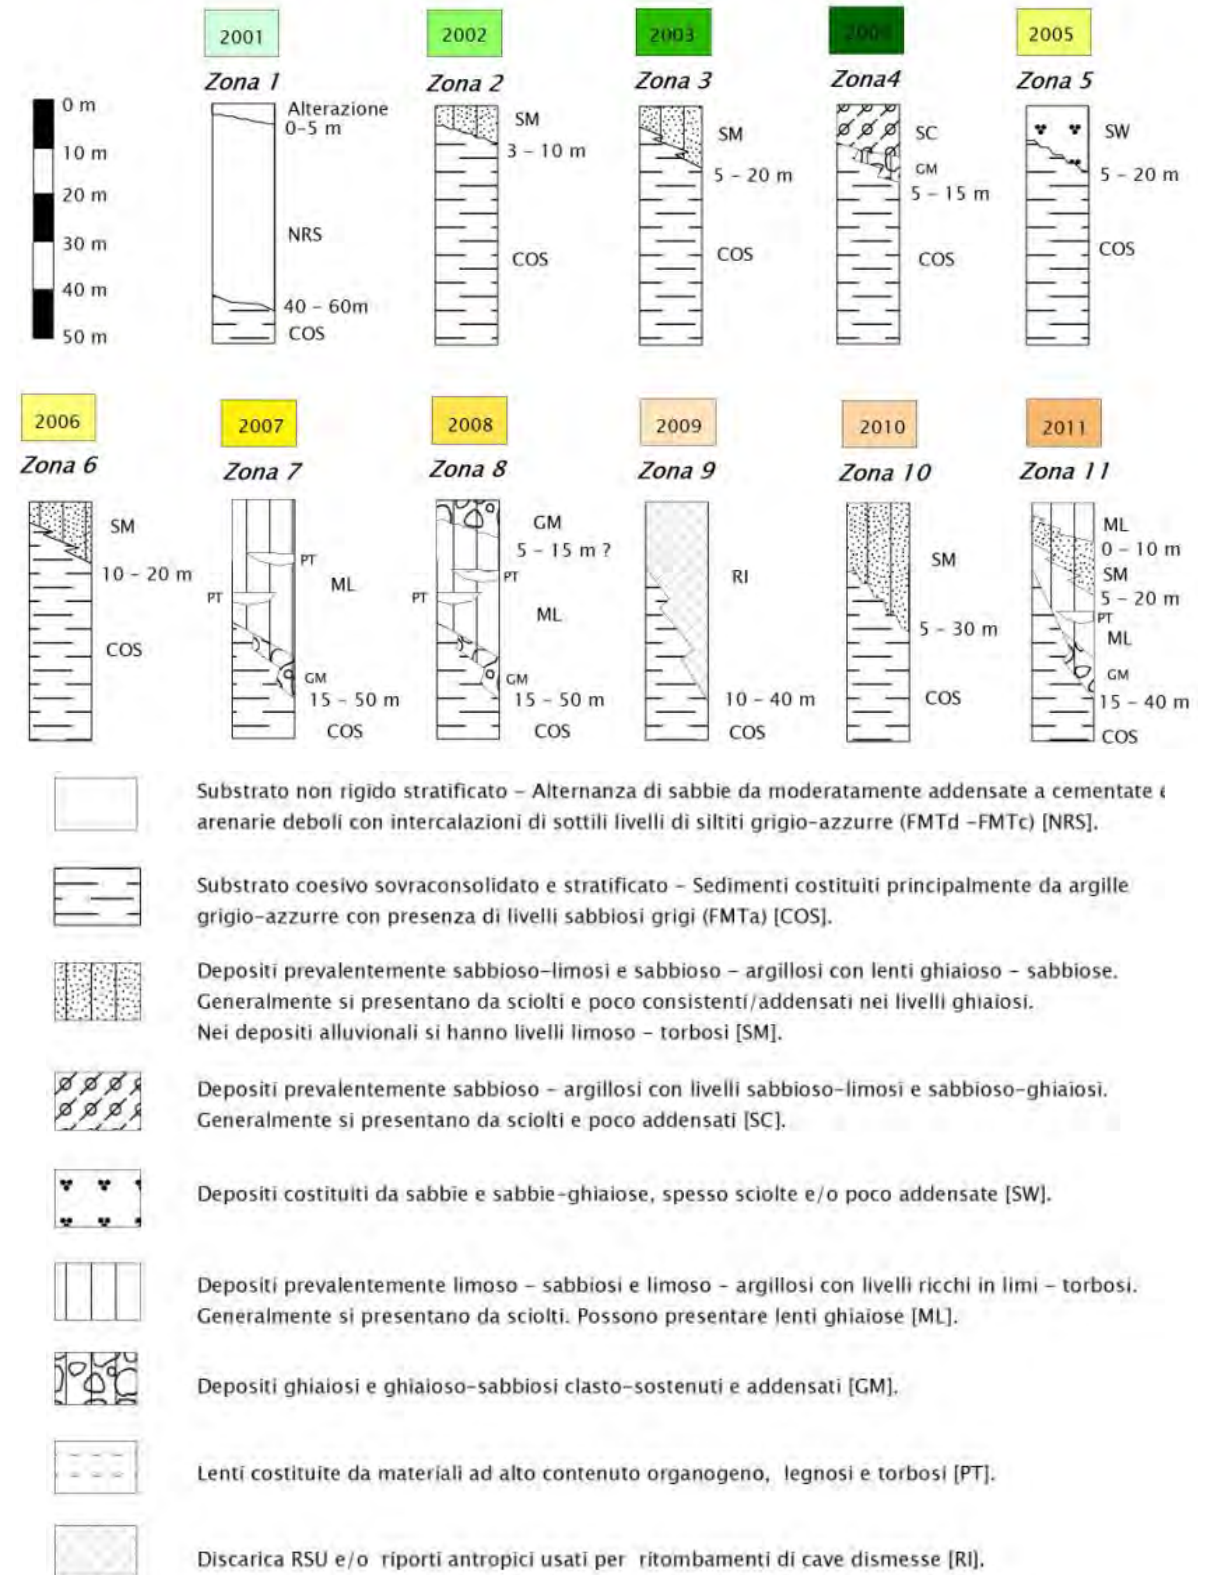 2001
2002
2003
2004
2005
Zona 1
Zona 2
Zona 3
Zona4
Zona 5
0 m
10 m
20 m
30 m
40 m
50 m
Alterazione
0-5 m
NRS
40 – 60m
COS
SM
3 – 10 m
COS
SM
5 – 20 m
COS
SC
GM
5 – 15 m
COS
SW
5 – 20 m
COS
2006
2007
2008
2009
2010
2011
Zona 6
Zona 7
Zona 8
Zona 9
Zona 10
Zona 11
SM
10 – 20 m
COS
PT
ML
PT
GM
15 – 50 m
COS
GM
5 – 15 m ?
PT
PT
ML
GM
15 – 50 m
COS
RI
10 – 40 m
COS
SM
5 – 30 m
COS
ML
0 – 10 m
SM
5 – 20 m
PT
ML
GM
15 – 40 m
COS
Substrato non rigido stratificato – Alternanza di sabbie da moderatamente addensate a cementate
arenarie deboli con intercalazioni di sottili livelli di siltiti grigio-azzurre (FMTd –FMTc) [NRS].
Substrato coesivo sovraconsolidato e stratificato – Sedimenti costituiti principalmente da argille
grigio-azzurre con presenza di livelli sabbiosi grigi (FMTa) [COS].
Depositi prevalentemente sabbioso-limosi e sabbioso – argillosi con lenti ghiaioso – sabbiose.
Generalmente si presentano da sciolti e poco consistenti/addensati nei livelli ghiaiosi.
Nei depositi alluvionali si hanno livelli limoso – torbosi [SM].
Depositi prevalentemente sabbioso – argillosi con livelli sabbioso-limosi e sabbioso-ghiaiosi.
Generalmente si presentano da sciolti e poco addensati [SC].
Depositi costituiti da sabbie e sabbie-ghiaiose, spesso sciolte e/o poco addensate [SW].
Depositi prevalentemente limoso – sabbiosi e limoso – argillosi con livelli ricchi in limi – torbosi.
Generalmente si presentano da sciolti. Possono presentare lenti ghiaiose [ML].
Depositi ghiaiosi e ghiaioso-sabbiosi clasto-sostenuti e addensati [GM].
Lenti costituite da materiali ad alto contenuto organogeno, legnosi e torbosi [PT].
Discarica RSU e/o riporti antropici usati per ritombamenti di cave dismesse [RI].